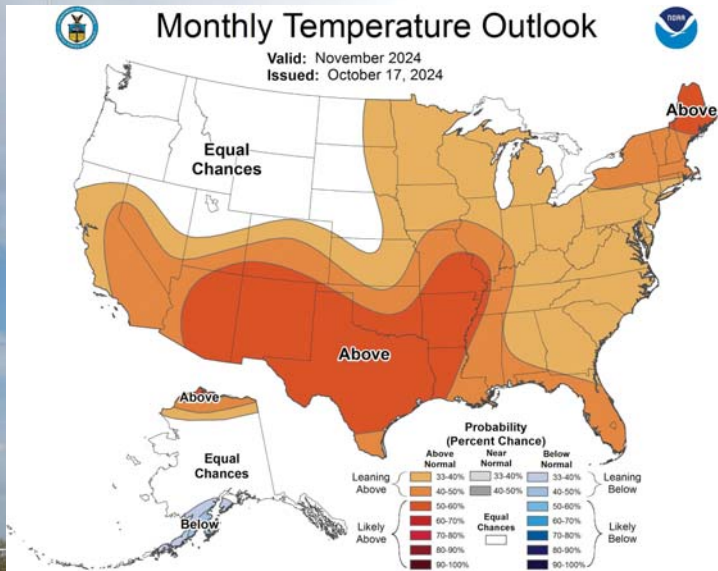 Monthly Temperature Outlook
Valid: November 2024
Issued: October 17, 2024
NOAA
Equal
Chances
Above
Above
Above
Equal
Chances
Below
Probability
(Percent Chance)
Above
Normal
Near
Normal
Below
Normal
Leaning
Above
33-40%
33-40%
33-40%
Leaning
Below
40-50%
40-50%
40-50%
Likely
Above
50-60%
Equal
Chances
50-60%
Likely
Below
60-70%
60-70%
70-80%
70-80%
80-90%
80-90%
90-100%
90-100%